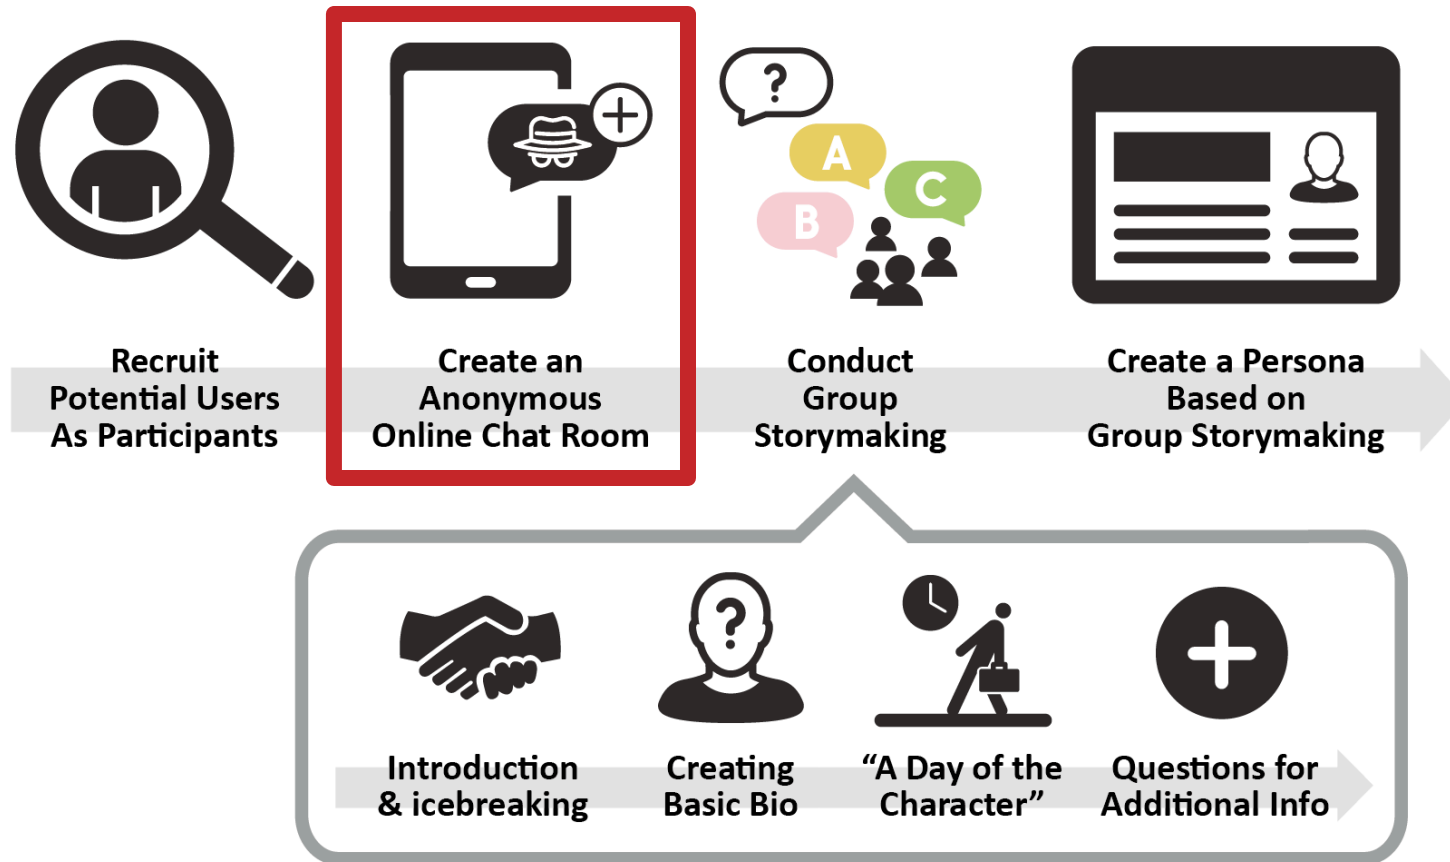 ?
A
C
B
Recruit
Potential Users
As Participants
Create an
Anonymous
Online Chat Room
Conduct
Group
Storymaking
Create a Persona
Based on
Group Storymaking
?
Introduction
& icebreaking
Creating
Basic Bio
“A Day of the
Character”
Questions for
Additional Info